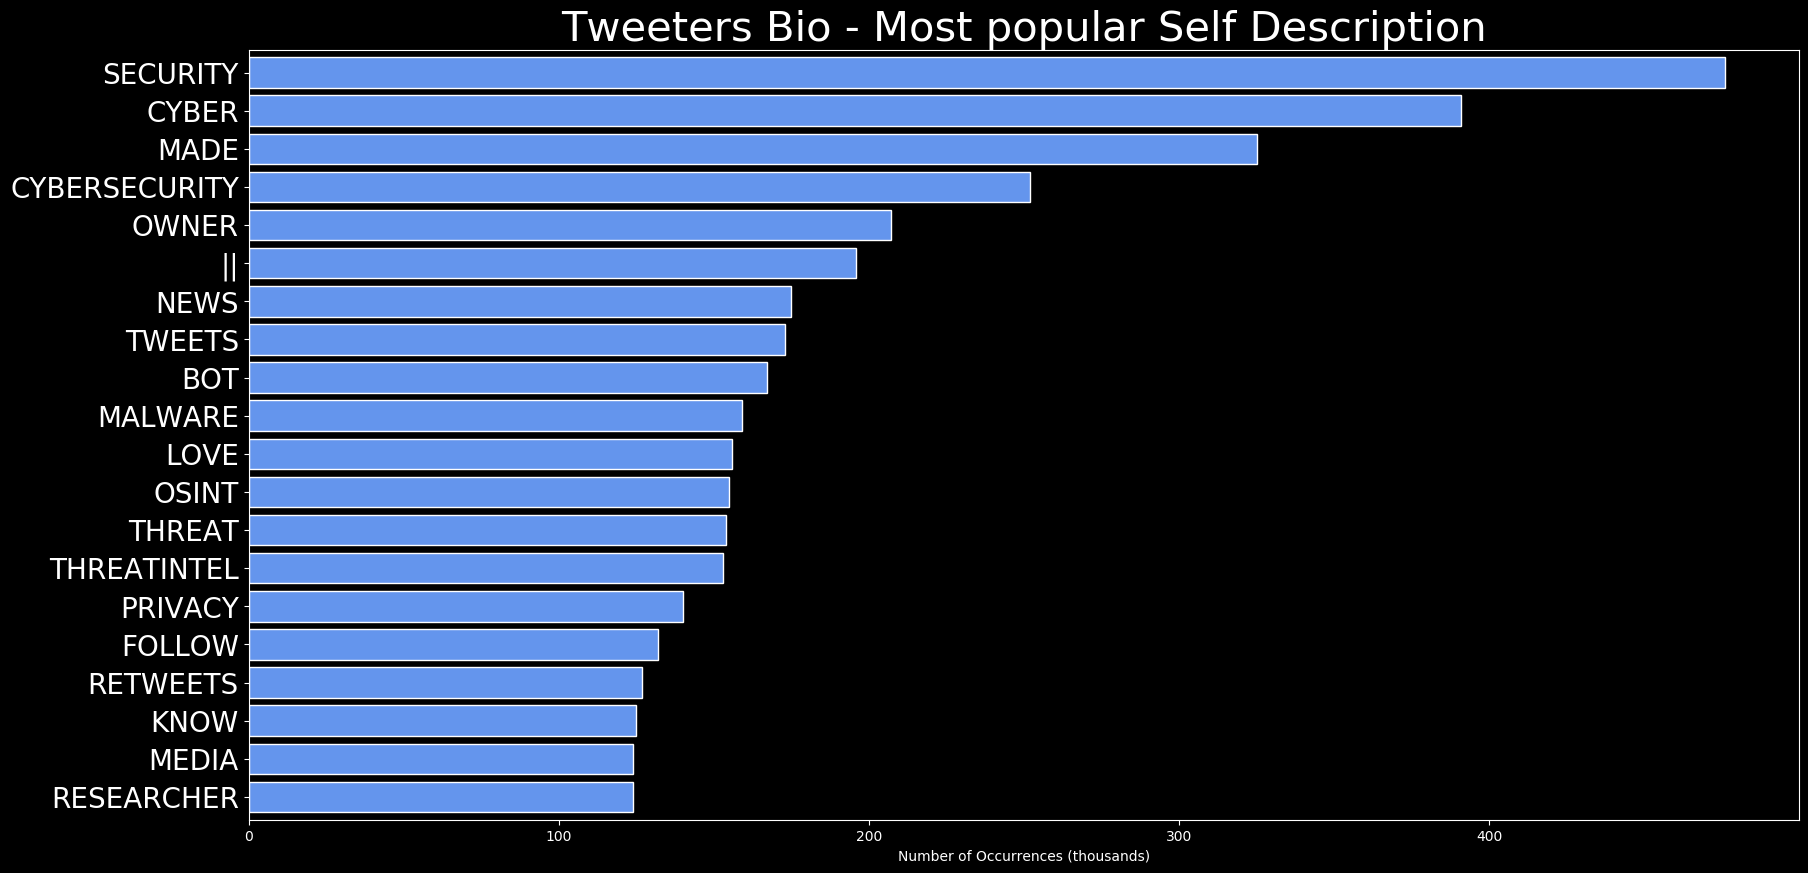 Tweeters Bio - Most popular Self Description
SECURITY
CYBER
MADE
CYBERSECURITY
OWNER
||
NEWS
TWEETS
BOT
MALWARE
LOVE
OSINT
THREAT
THREATINTEL
PRIVACY
FOLLOW
RETWEETS
KNOW
MEDIA
RESEARCHER
0 100 200 300 400
Number of Occurrences (thousands)